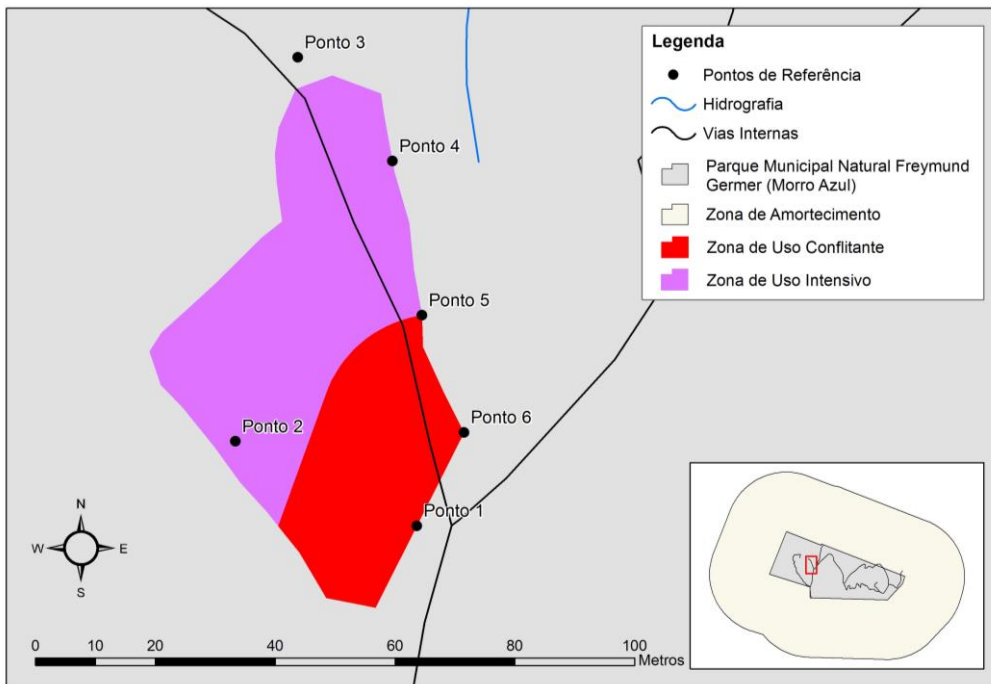 Ponto 3
Ponto 4
Ponto 5
Ponto 2
Ponto 6
Ponto 1
Legenda
Pontos de Referência
Hidrografia
Vias Internas
Parque Municipal Natural Freymund
Germer (Morro Azul)
Zona de Amortecimento
Zona de Uso Conflitante
Zona de Uso Intensivo
N
W
E
S
0 10 20 40 60 80 100
Metros